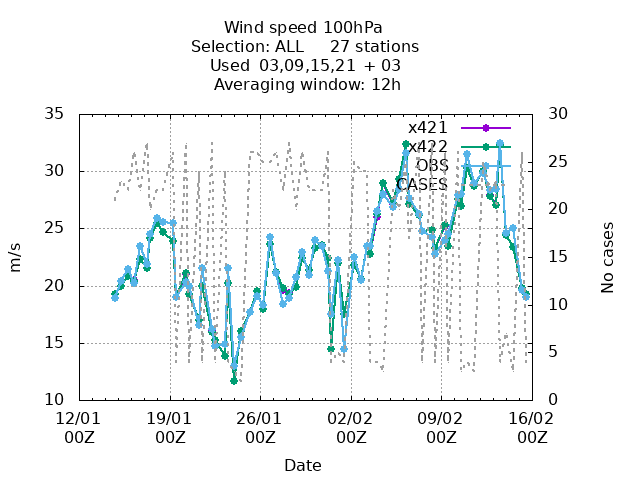 Wind speed 100hPa
Selection: ALL 27 stations
Used 03,09,15,21 + 03
Averaging window: 12h
35
30
25
20
15
10
m/s
30
25
20
15
10
5
0
No cases
x421
x422
OBS
CASES
12/01 19/01 26/01 02/02 09/02 16/02
00Z 00Z 00Z 00Z 00Z 00Z
Date